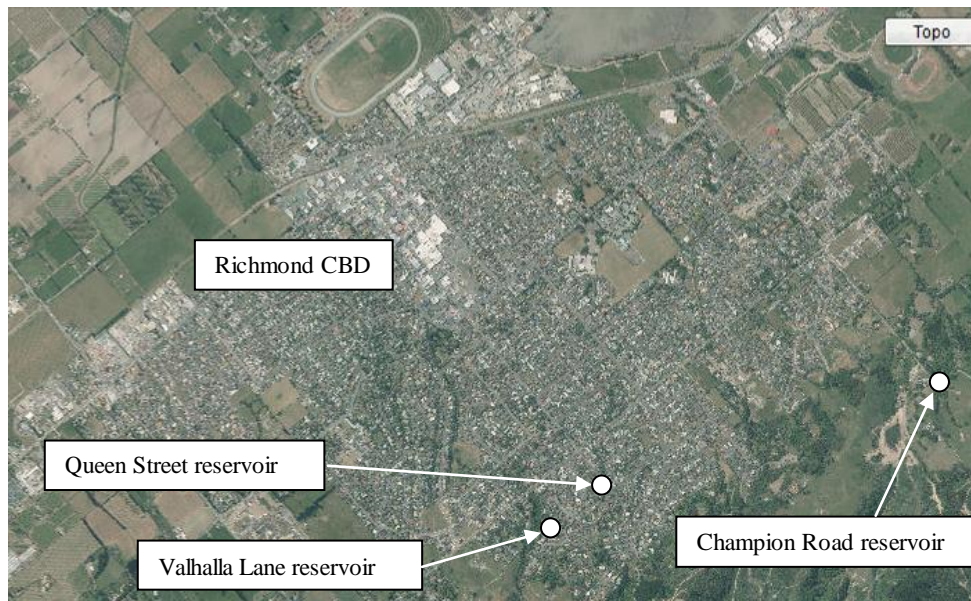 Topo
Richmond CBD
Queen Street reservoir
Valhalla Lane reservoir
Champion Road reservoir